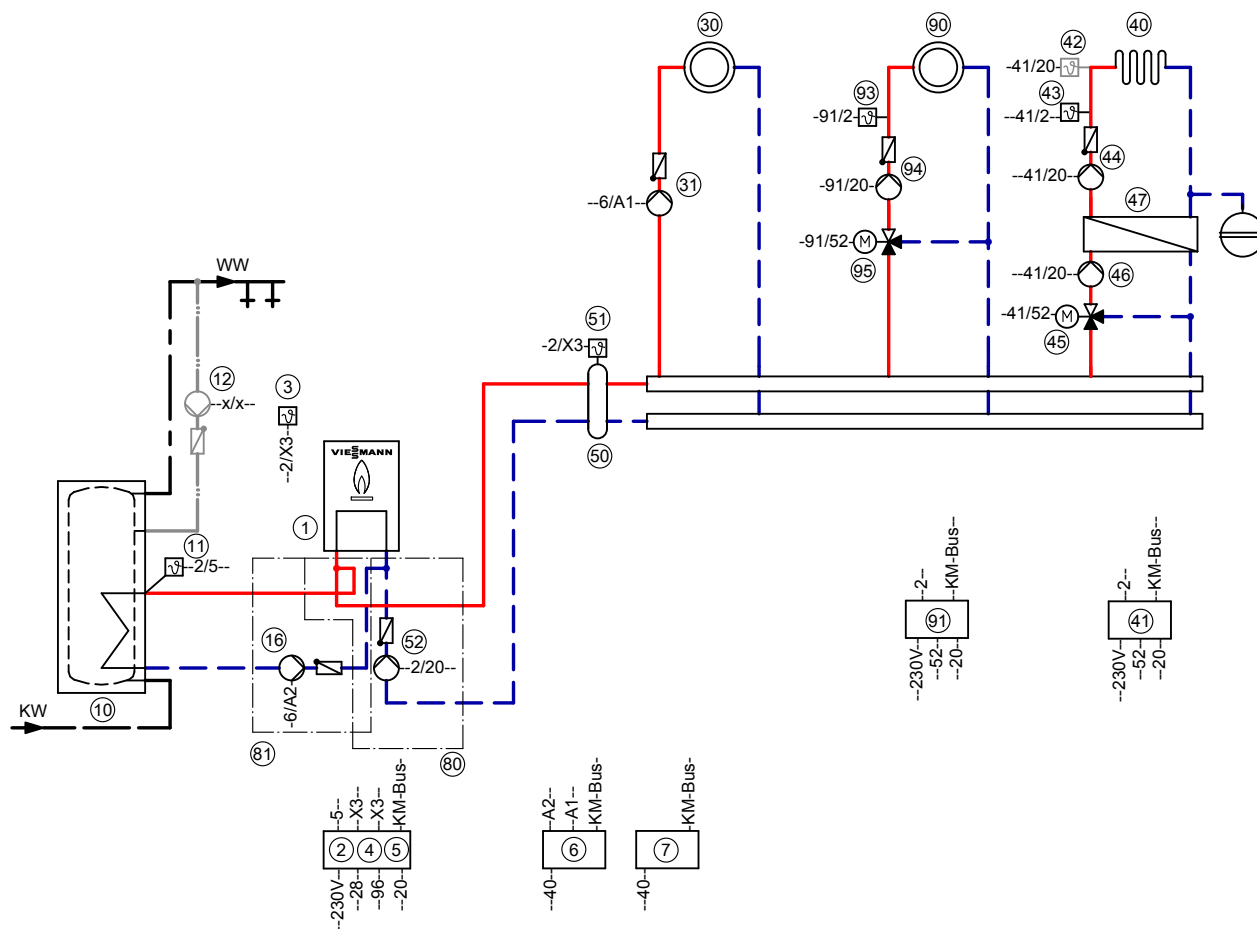 30
90
42
40
-41/20-
93
43
-91/2-
--41/2--
31
94
44
--6/A1--
-91/20-
--41/20--
47
-91/52-
M
95
--41/20--
46
-41/52-
M
45
WW
51
-2/X3-
12
--x/x--
3
--2/X3--
50
VIESSMANN
1
11
--2/5--
16
52
--2/20--
-6/A2--
10
KW
81
80
--5--
--X3--
--X3--
KM-Bus-
2
4
5
--230V-
--28--
--96--
--20--
--A2--
--A1--
KM-Bus-
6
--40--
KM-Bus-
7
--40--
--2--
--KM-Bus--
91
--230V--
--52--
--20--
--2--
--KM-Bus--
41
--230V--
--52--
--20--